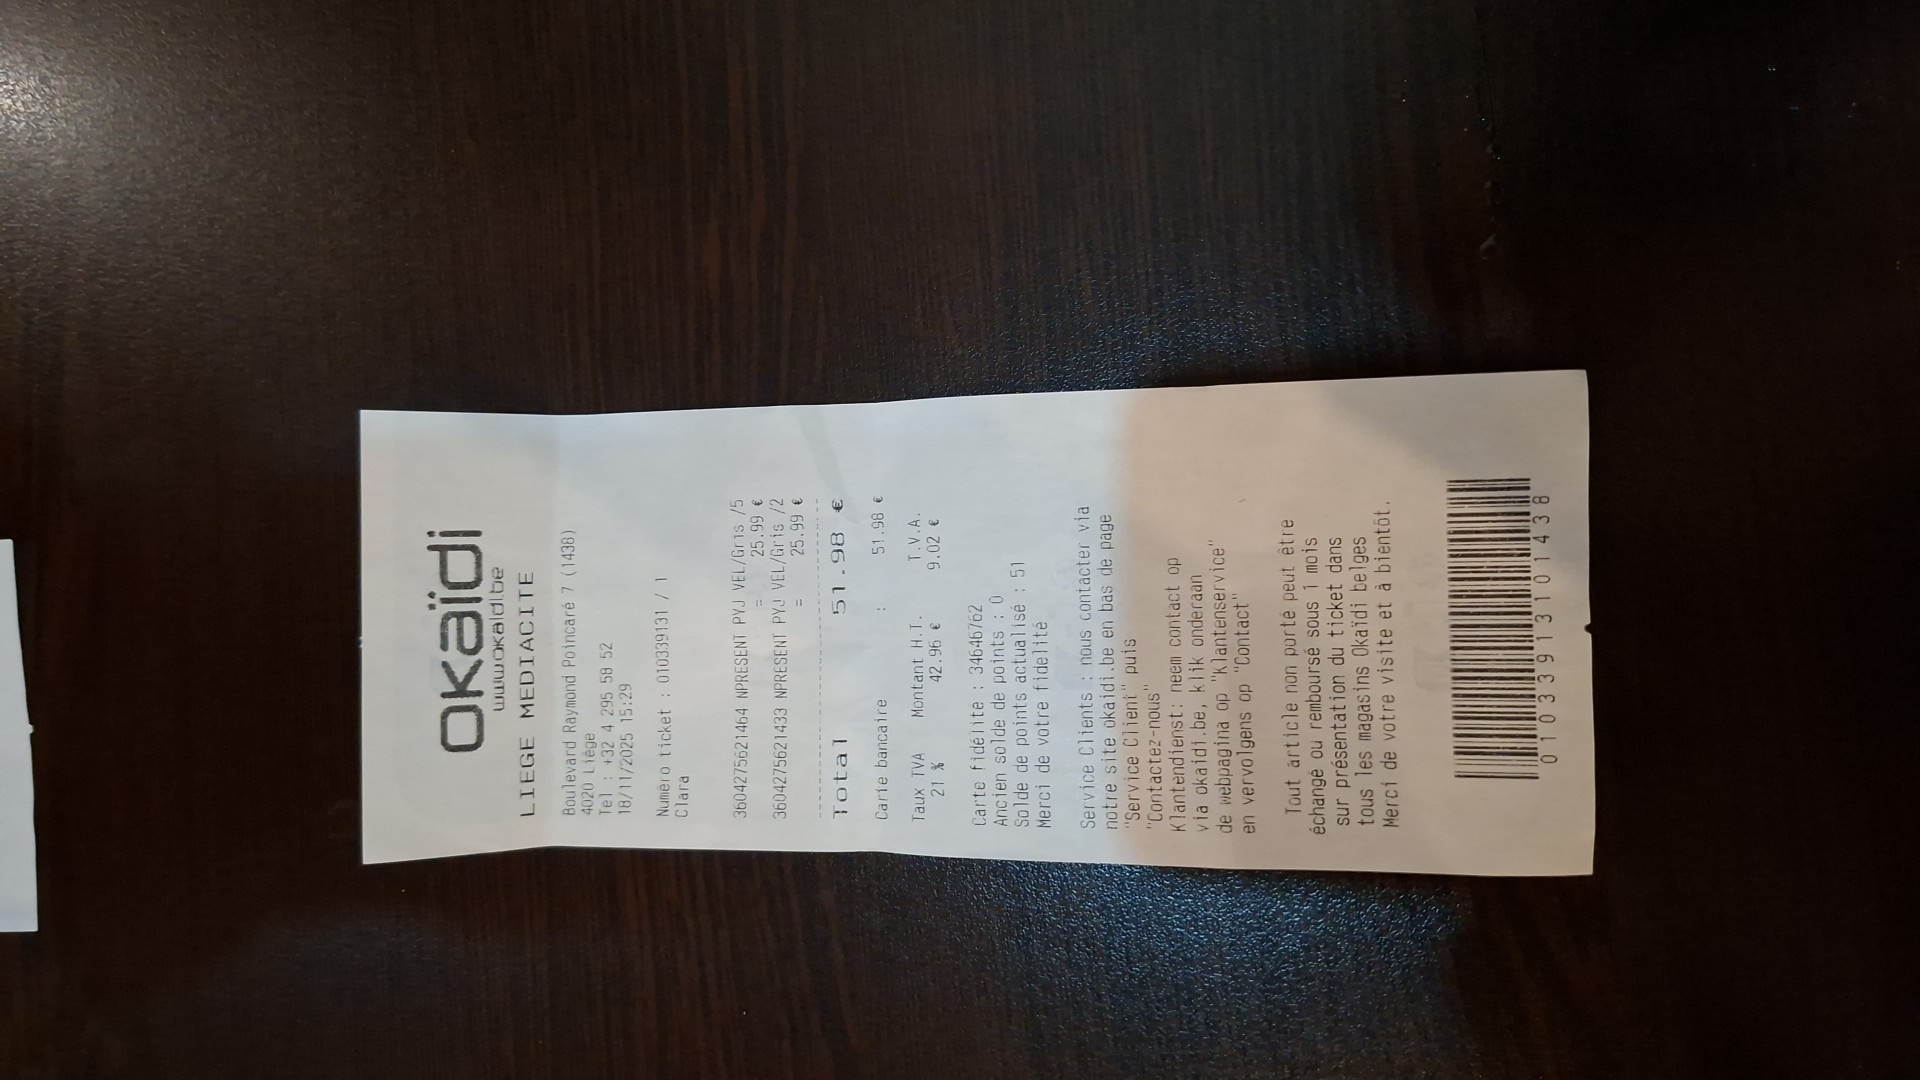 OKaïDi
www.okaidi.be
LIEGE MEDIACITE
Boulevard Raymond Poincaré 7 (1438)
4020 Liège
Tel : +32 4 295 58 52
18/11/2025 15:29
Numéro ticket : 01033913​1 / 1
Clara
3604275621464 NPRESENT PYJ VEL/Gris /5
= 25.99 €
3604275621433 NPRESENT PYJ VEL/Gris /2
= 25.99 €
Total 51.98 €
Carte bancaire : 51.98 €
Taux TVA Montant H.T. T.V.A.
21 % 42.96 € 9.02 €
Carte fidélité : 34646762
Ancien solde de points : 0
Solde de points actualisé : 51
Merci de votre fidelité
Service Clients : nous contacter via
notre site okaidi.be en bas de page
"Service Client" puis
"Contactez-nous"
Klantendienst: neem contact op
via okaidi.be, klik onderaan
de webpagina op "Klantenservice"
en vervolgens op "Contact"
Tout article non porté peut être
échangé ou remboursé sous 1 mois
sur présentation du ticket dans
tous les magasins Okaïdi belges
Merci de votre visite et à bientôt.
0103391310​1438